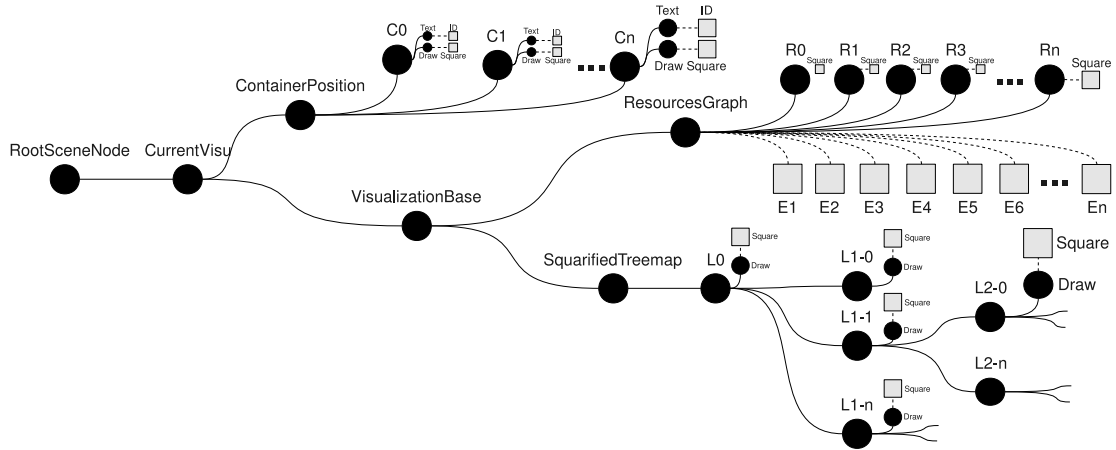 Text ID
Draw Square
C0
Text ID
Draw Square
C1
Text ID
Draw Square
Cn
ContainerPosition
ResourcesGraph
R0 Square
R1 Square
R2 Square
R3 Square
Rn Square
RootSceneNode
CurrentVisu
VisualizationBase
E1 E2 E3 E4 E5 E6 En
SquarifiedTreemap
L0
Square
Draw
L1-0
Square
Draw
L1-1
Square
Draw
L2-0
Square
Draw
L2-n
L1-n
Square
Draw